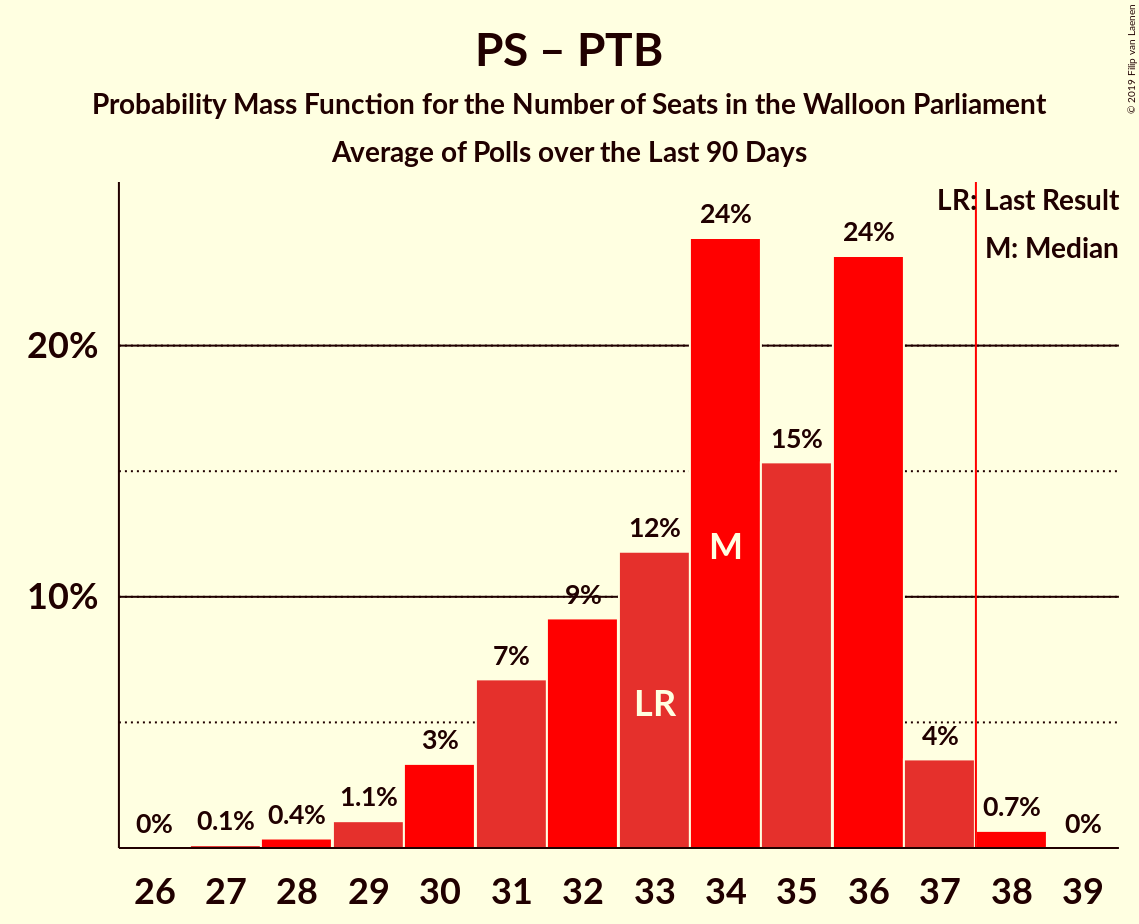 PS – PTB
Probability Mass Function for the Number of Seats in the Walloon Parliament
Average of Polls over the Last 90 Days
© 2019 Filip van Laenen
LR: Last Result
M: Median
20%
10%
0%
0.1%
0.4%
1.1%
3%
7%
9%
12%
24%
15%
24%
4%
0.7%
0%
M
LR
26 27 28 29 30 31 32 33 34 35 36 37 38 39